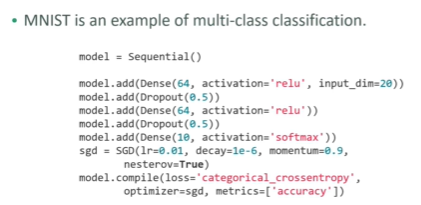 • MNIST is an example of multi-class classification.
model = Sequential()
model.add(Dense(64, activation='relu', input_dim=20))
model.add(Dropout(0.5))
model.add(Dense(64, activation='relu'))
model.add(Dropout(0.5))
model.add(Dense(10, activation='softmax'))
sgd = SGD(lr=0.01, decay=1e-6, momentum=0.9,
nesterov=True)
model.compile(loss='categorical_crossentropy',
optimizer=sgd, metrics=['accuracy'])